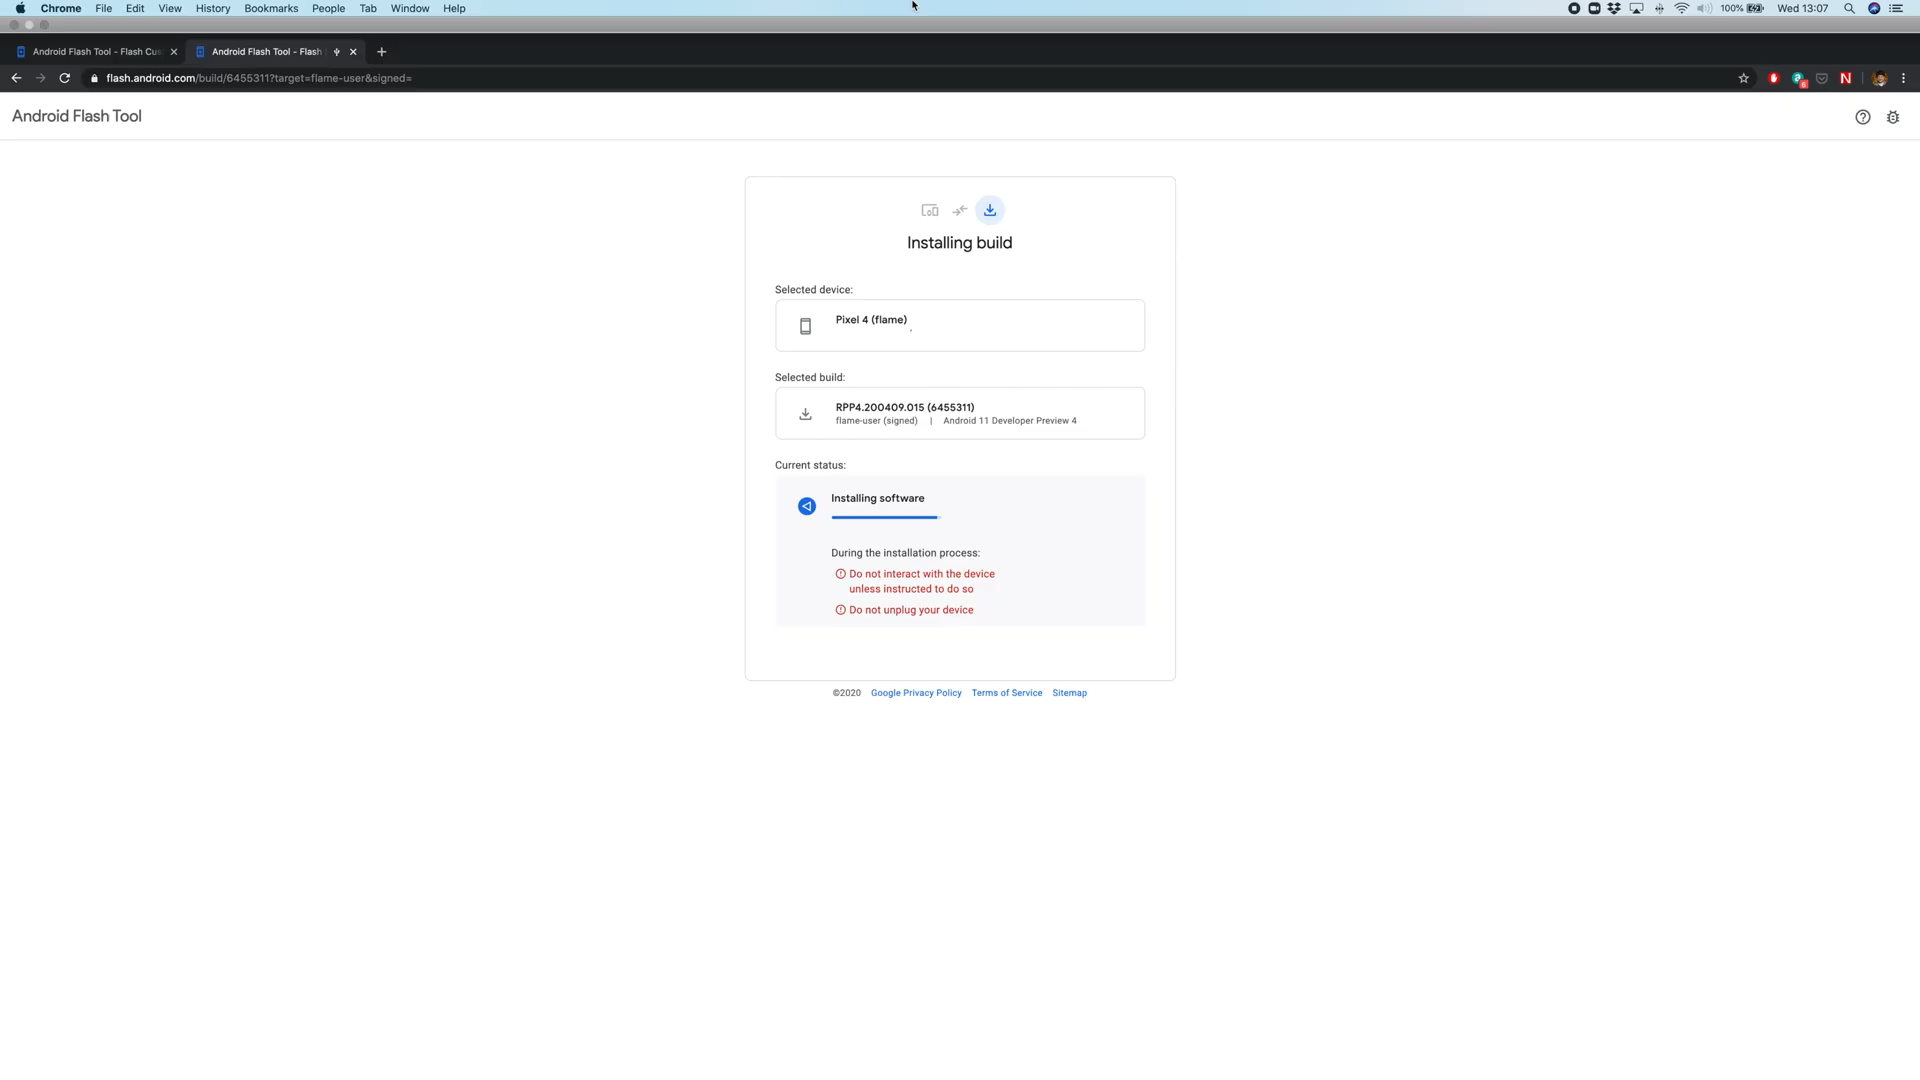 Chrome File Edit View History Bookmarks People Tab Window Help 100% Wed 13:07
Android Flash Tool - Flash Cus Android Flash Tool - Flash
flash.android.com/build/6455311?target=flame-user&signed=
Android Flash Tool
Installing build
Selected device:
Pixel 4 (flame)
Selected build:
RPP4.200409.015 (6455311)
flame-user (signed) | Android 11 Developer Preview 4
Current status:
Installing software
During the installation process:
Do not interact with the device
unless instructed to do so
Do not unplug your device
©2020 Google Privacy Policy Terms of Service Sitemap